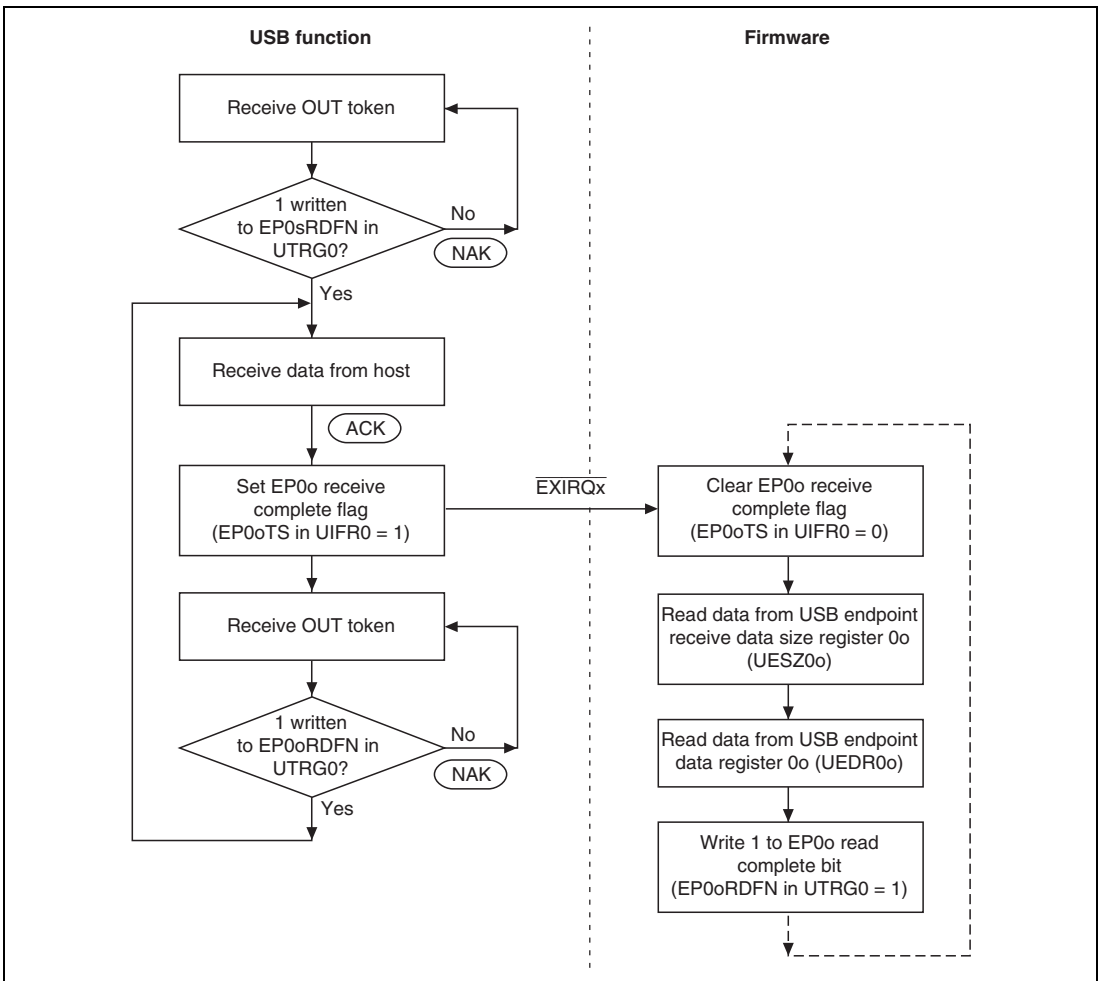 USB function
Firmware
Receive OUT token
1 written
to EP0sRDFN in
UTRG0?
No
NAK
Yes
Receive data from host
ACK
Set EP0o receive
complete flag
(EP0oTS in UIFR0 = 1)
EXIRQx
Clear EP0o receive
complete flag
(EP0oTS in UIFR0 = 0)
Receive OUT token
Read data from USB endpoint
receive data size register 0o
(UESZ0o)
1 written
to EP0oRDFN in
UTRG0?
No
NAK
Yes
Read data from USB endpoint
data register 0o (UEDR0o)
Write 1 to EP0o read
complete bit
(EP0oRDFN in UTRG0 = 1)